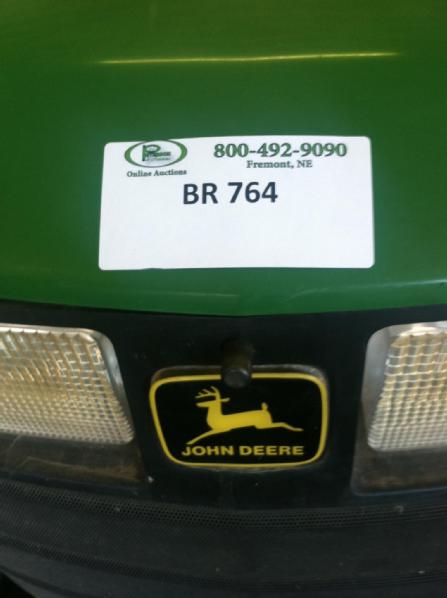 800-492-9090
Fremont, NE
Online Auctions
BR 764
JOHN DEERE